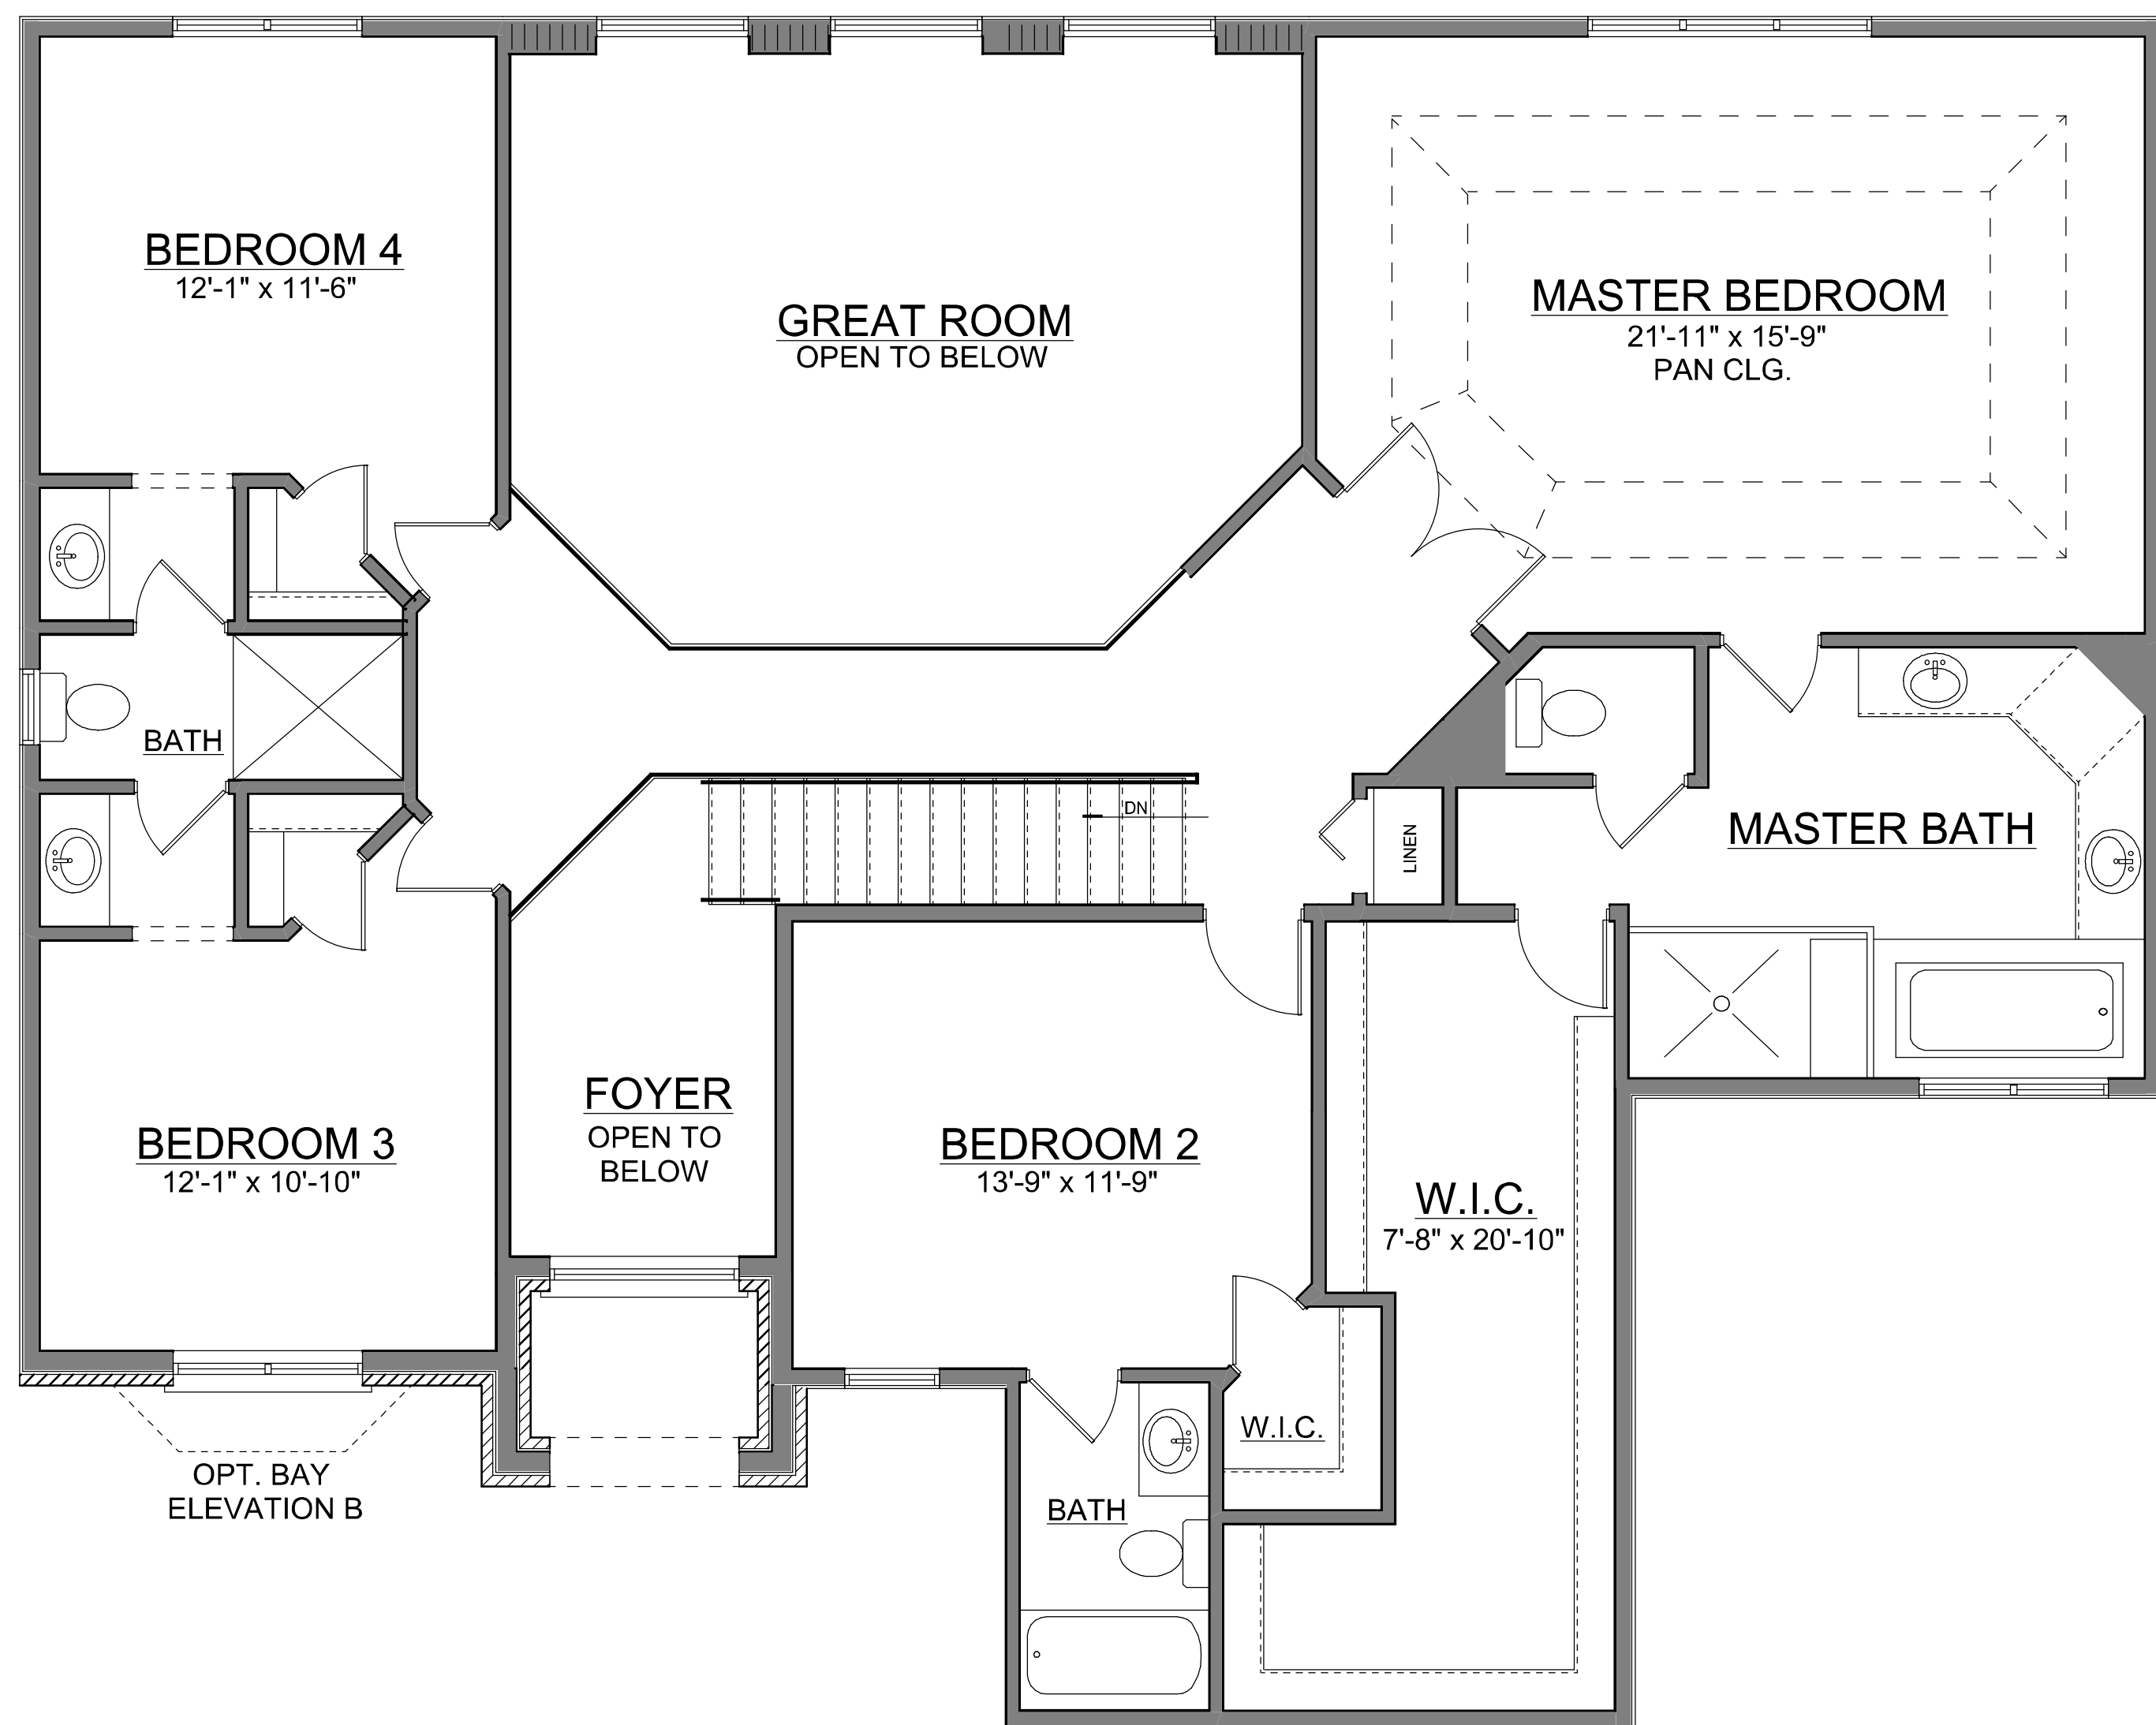 BEDROOM 4
12'-1" x 11'-6"
GREAT ROOM
OPEN TO BELOW
MASTER BEDROOM
21'-11" x 15'-9"
PAN CLG.
BATH
DN
LINEN
MASTER BATH
FOYER
OPEN TO
BELOW
BEDROOM 3
12'-1" x 10'-10"
BEDROOM 2
13'-9" x 11'-9"
W.I.C.
7'-8" x 20'-10"
W.I.C.
OPT. BAY
ELEVATION B
BATH